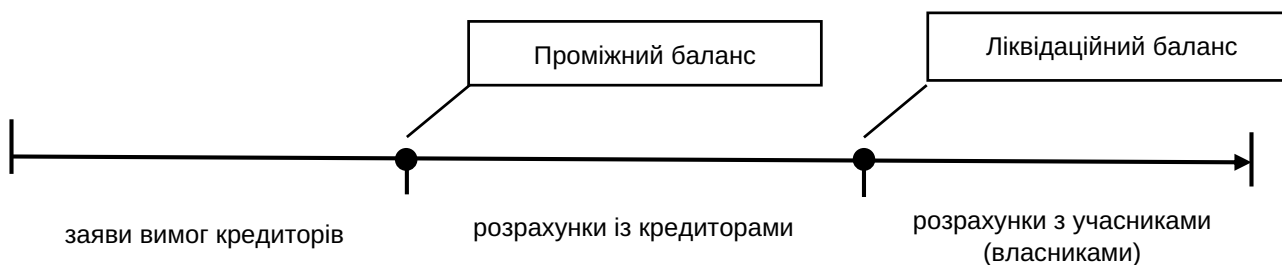 Проміжний баланс
Ліквідаційний баланс
заяви вимог кредиторів
розрахунки із кредиторами
розрахунки з учасниками
(власниками)